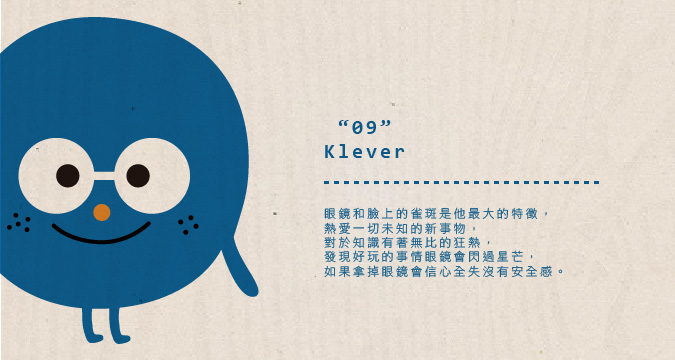 “09”
Klever
眼鏡和臉上的雀斑是他最大的特徵，
熱愛一切未知的新事物，
對於知識有著無比的狂熱，
發現好玩的事情眼鏡會閃過星芒，
如果拿掉眼鏡會信心全失沒有安全感。